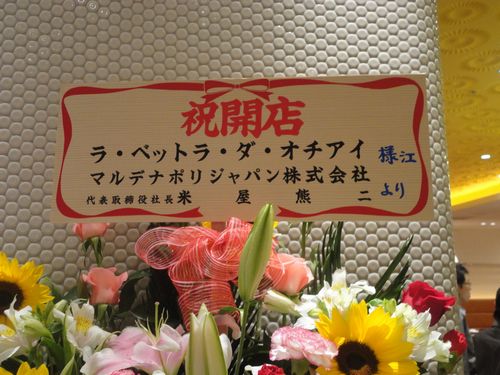 祝開店
ラ・ベットラ・ダ・オチアイ 様江
マルデナポリジャパン株式会社 より
代表取締役社長 米屋熊二